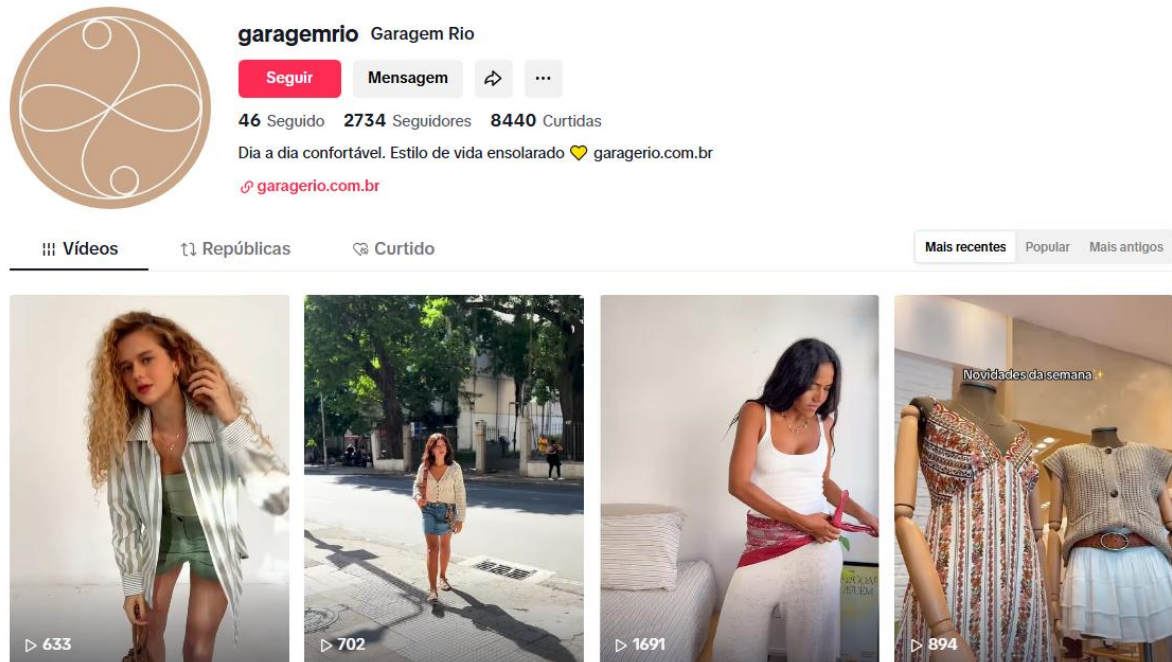 garagemrio Garagem Rio
Seguir Mensagem ...
46 Seguido 2734 Seguidores 8440 Curtidas
Dia a dia confortável. Estilo de vida ensolarado 💛 garagerio.com.br
garagerio.com.br
Vídeos Repúblicas Curtido Mais recentes Popular Mais antigos
Novidades da semana✨
633 702 1691 894